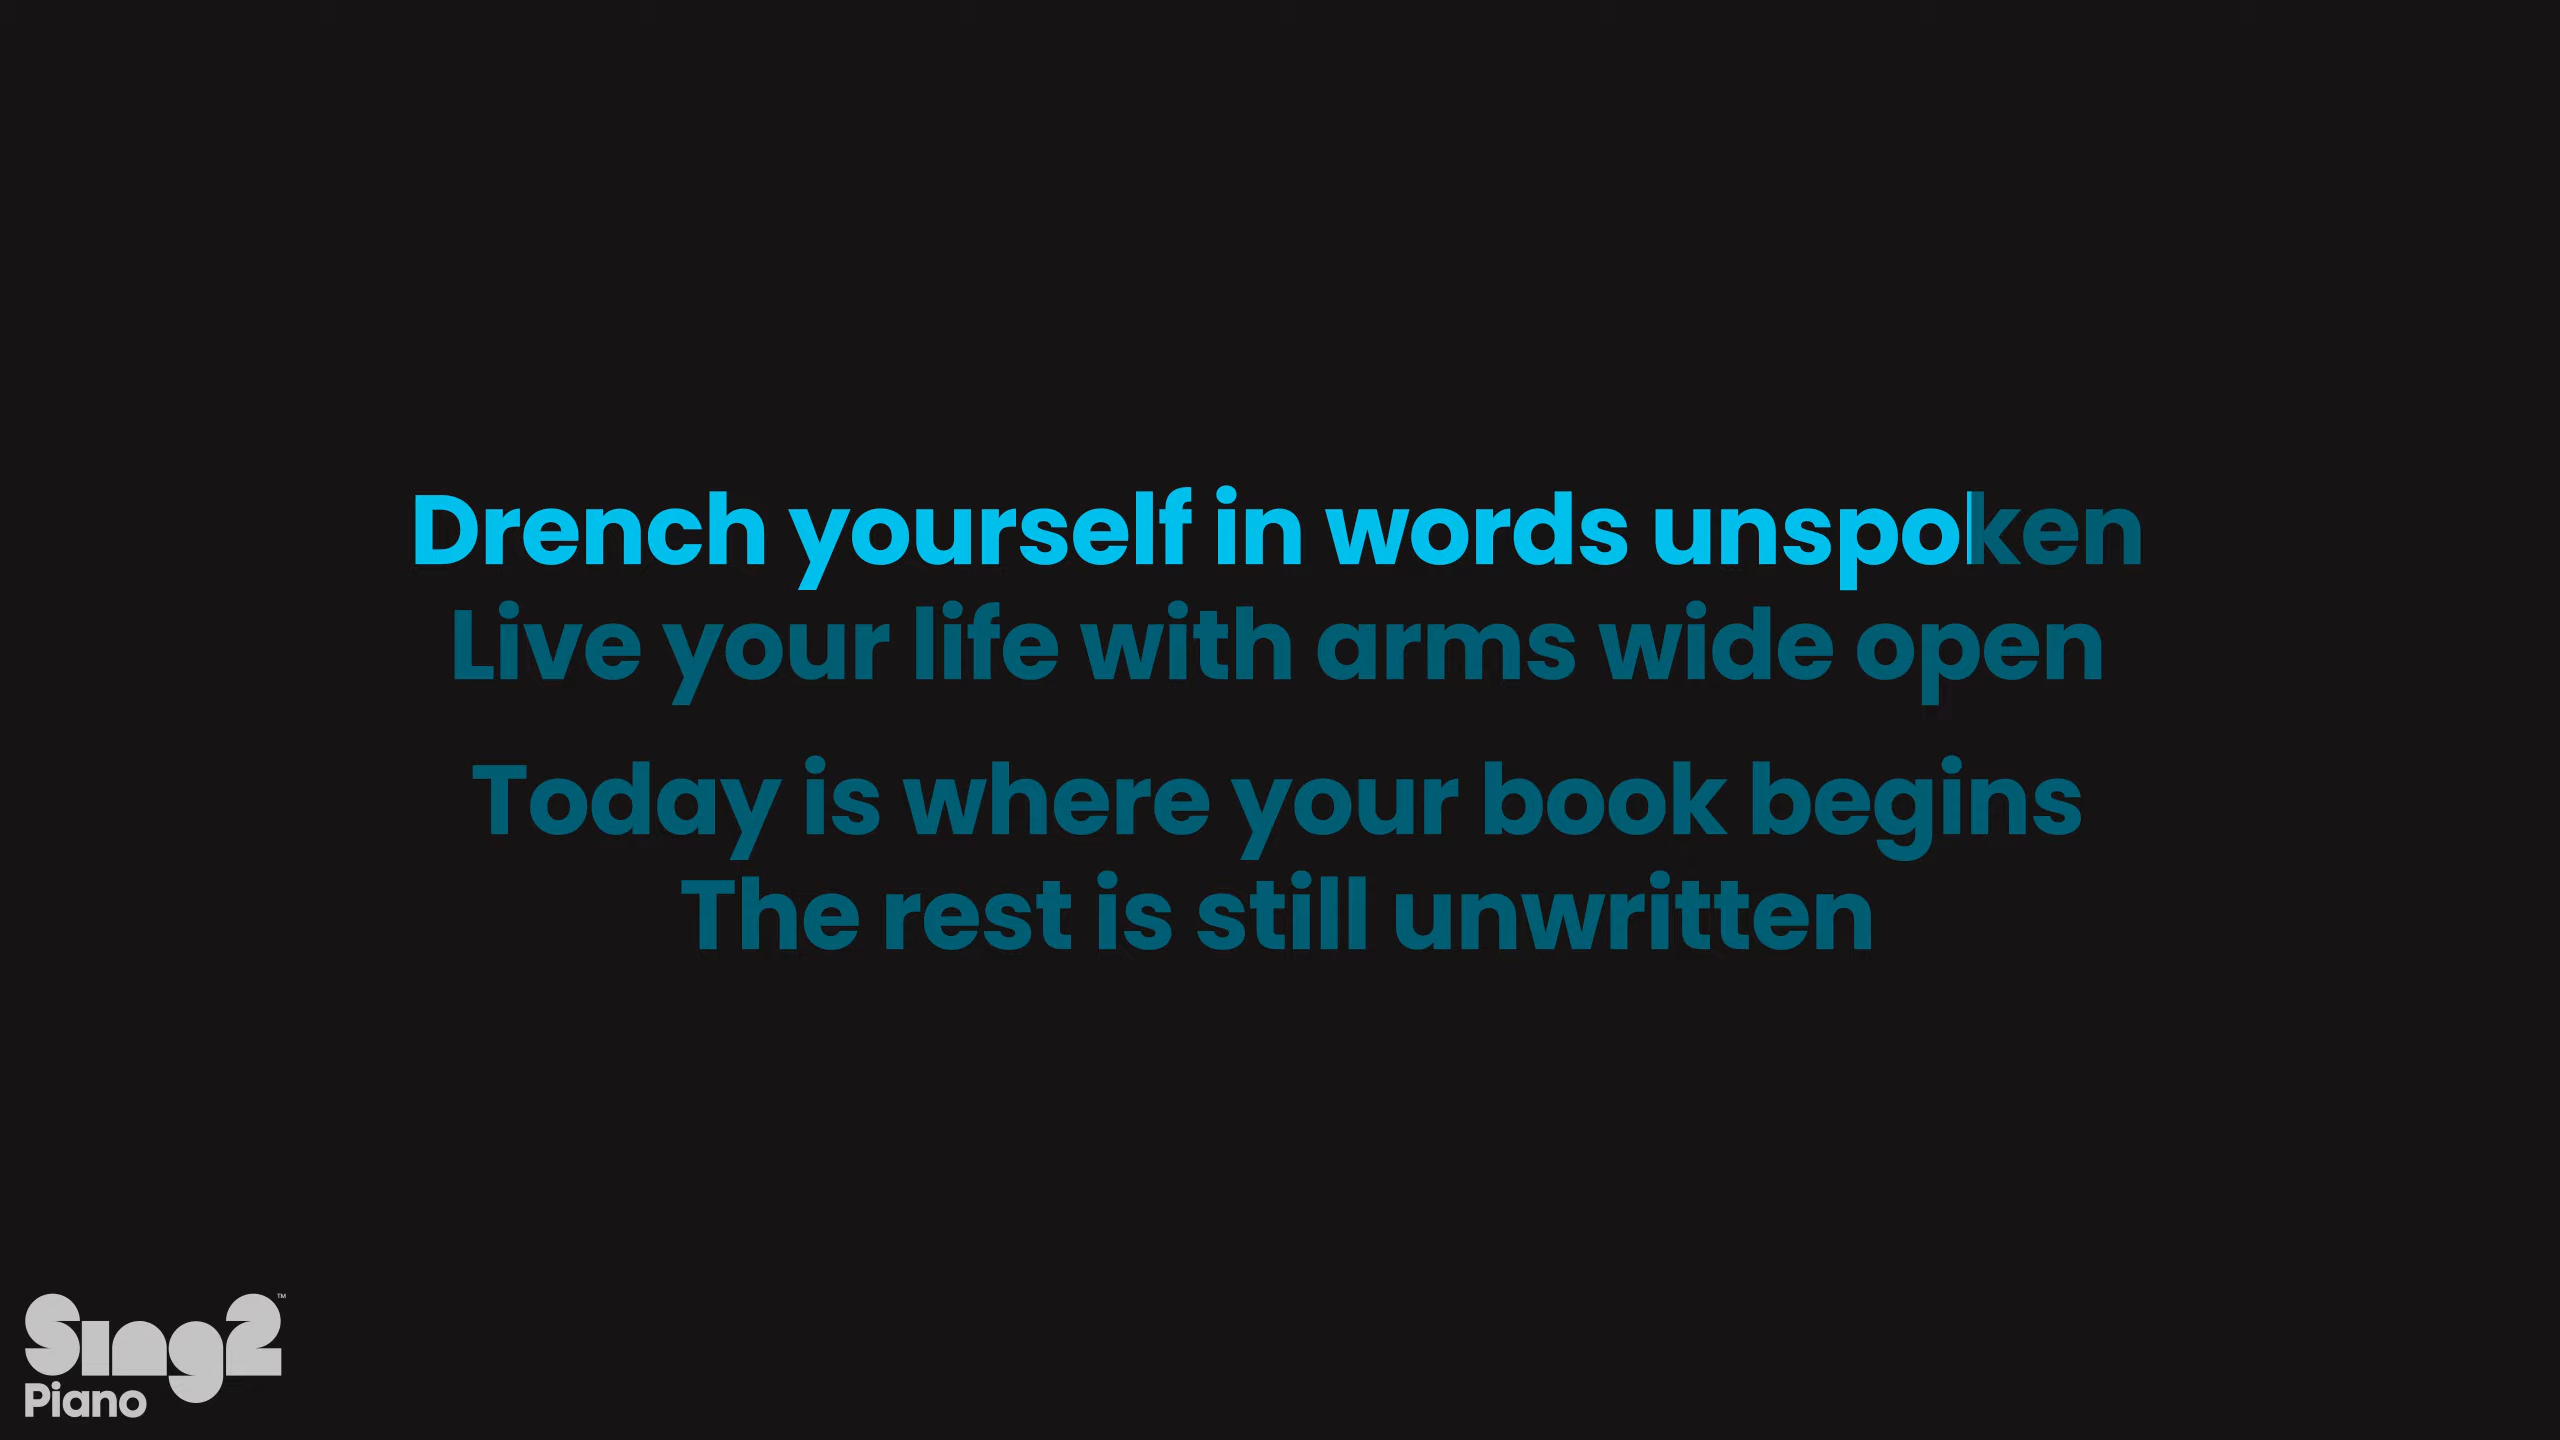 Drench yourself in words unspoken
Live your life with arms wide open
Today is where your book begins
The rest is still unwritten
Sing2™
Piano